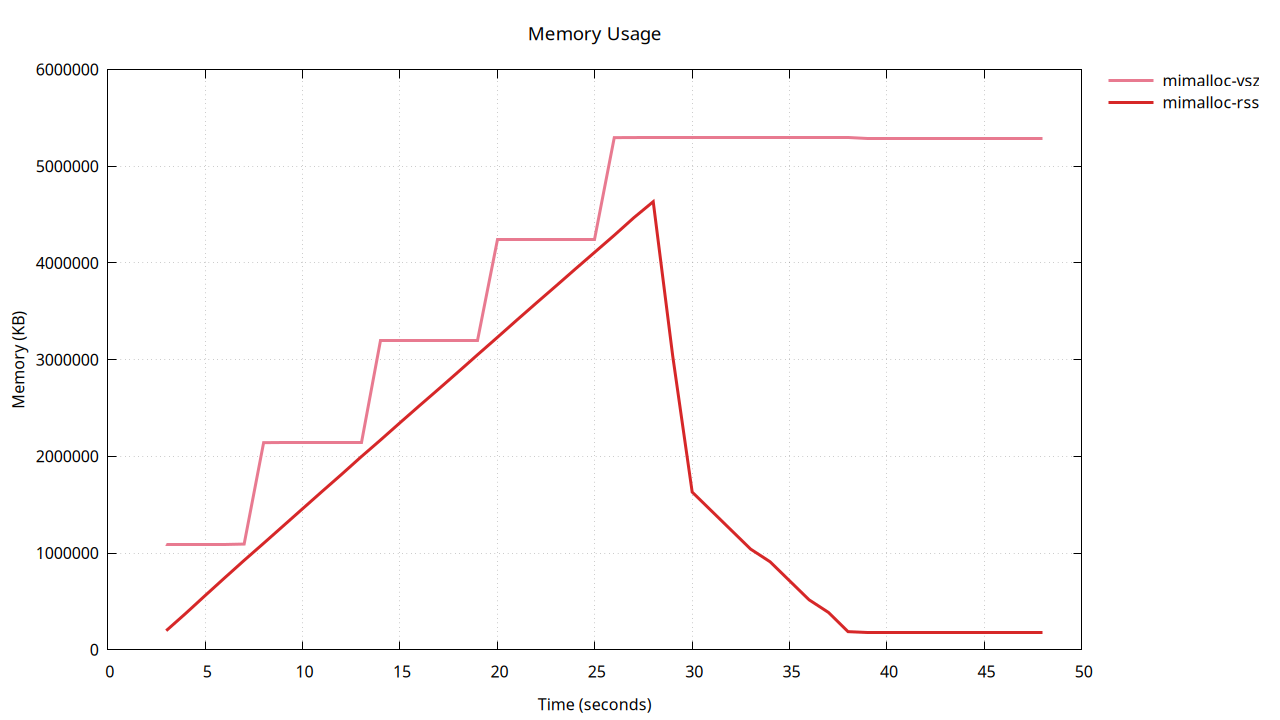 Memory Usage
6000000
5000000
4000000
3000000
2000000
1000000
0
Memory (KB)
0 5 10 15 20 25 30 35 40 45 50
Time (seconds)
mimalloc-vsz
mimalloc-rss